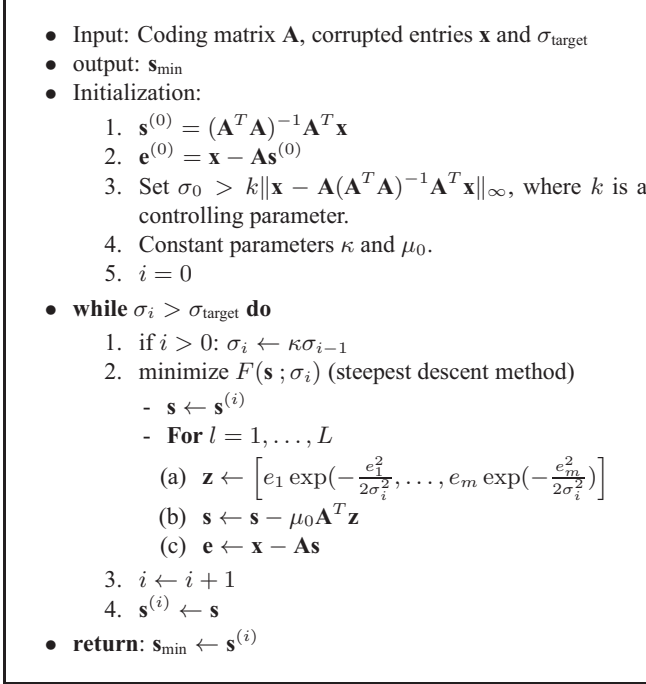 • Input: Coding matrix A, corrupted entries x and σ_target
• output: s_min
• Initialization:
1. s^(0) = (A^T A)^−1 A^T x
2. e^(0) = x − As^(0)
3. Set σ_0 > k‖x − A(A^T A)^−1 A^T x‖_∞, where k is a
controlling parameter.
4. Constant parameters κ and μ_0.
5. i = 0
• while σ_i > σ_target do
1. if i > 0: σ_i ← κσ_i−1
2. minimize F(s ; σ_i) (steepest descent method)
- s ← s^(i)
- For l = 1, . . . , L
(a) z ← [e_1 exp(−e_1^2/2σ_i^2, . . . , e_m exp(−e_m^2/2σ_i^2)]
(b) s ← s − μ_0 A^T z
(c) e ← x − As
3. i ← i + 1
4. s^(i) ← s
• return: s_min ← s^(i)